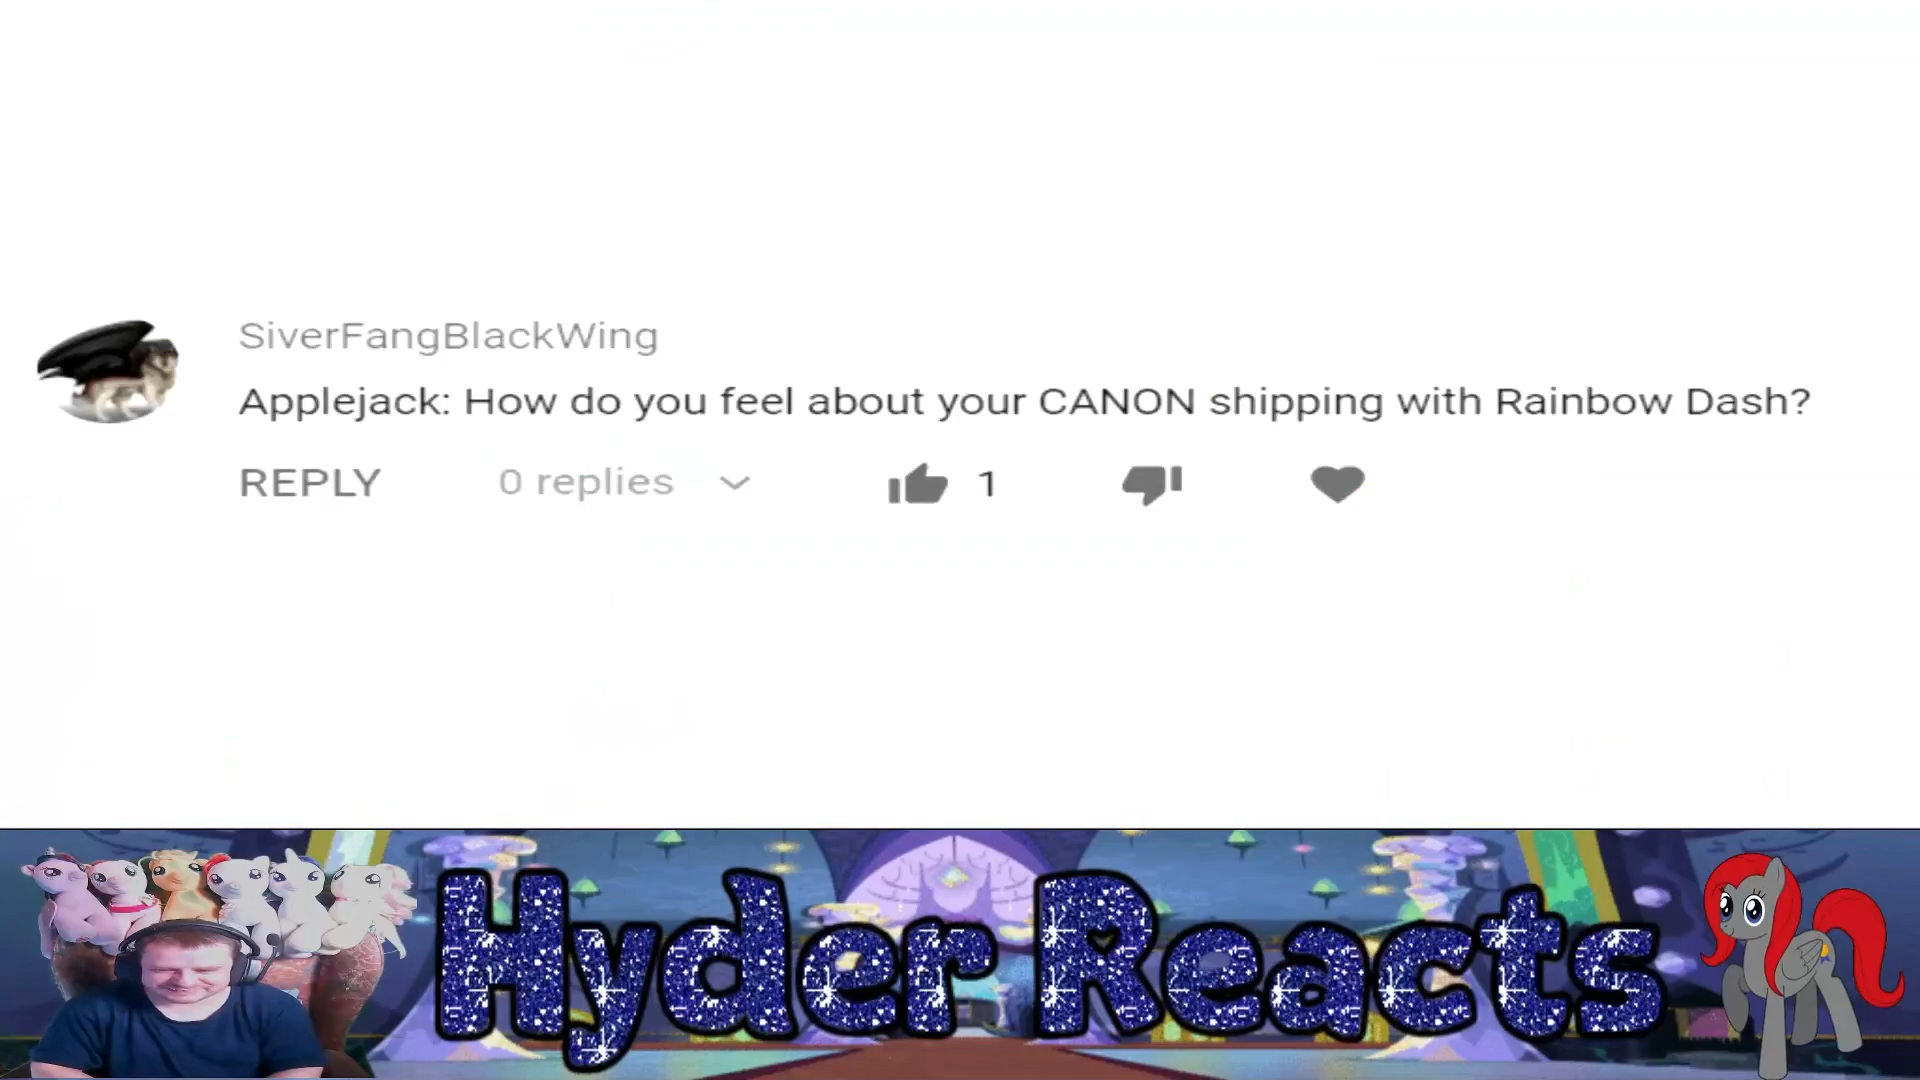 SiverFangBlackWing
Applejack: How do you feel about your CANON shipping with Rainbow Dash?
REPLY 0 replies 1
Hyder Reacts